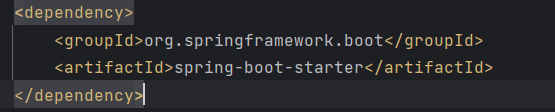 <dependency>
    <groupId>org.springframework.boot</groupId>
    <artifactId>spring-boot-starter</artifactId>
</dependency>